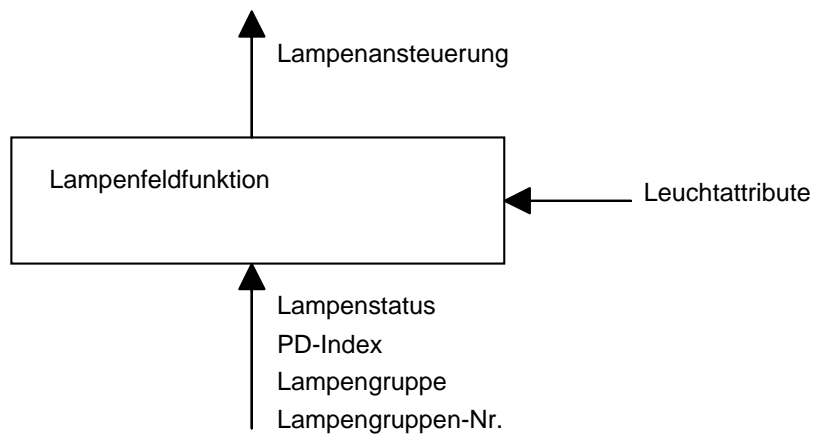 Lampenansteuerung
Lampenfeldfunktion
Leuchtattribute
Lampenstatus
PD-Index
Lampengruppe
Lampengruppen-Nr.